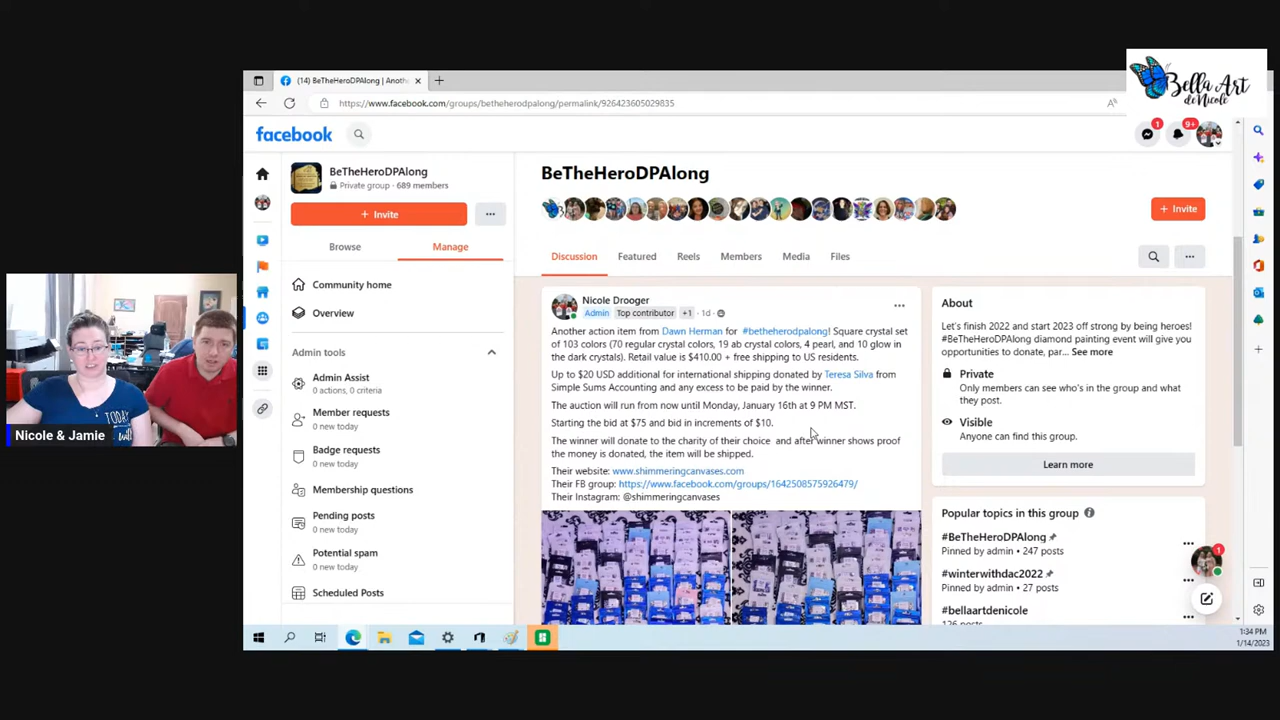 (14) BeTheHeroDPAlong | Anoth
https://www.facebook.com/groups/betheherodpalong/permalink/926423605029835
Bella Art
de Nicole
facebook
1
9+
BeTheHeroDPAlong
Private group · 689 members
+ Invite
Browse
Manage
Community home
Overview
Admin tools
Admin Assist
0 actions, 0 criteria
Member requests
0 new today
Badge requests
0 new today
Membership questions
Pending posts
0 new today
Potential spam
0 new today
Scheduled Posts
BeTheHeroDPAlong
+ Invite
Discussion
Featured
Reels
Members
Media
Files
Nicole Drooger
Admin Top contributor +1 · 1d ·
Another action item from Dawn Herman for #betheherodpalong! Square crystal set
of 103 colors (70 regular crystal colors, 19 ab crystal colors, 4 pearl, and 10 glow in
the dark crystals). Retail value is $410.00 + free shipping to US residents.
Up to $20 USD additional for international shipping donated by Teresa Silva from
Simple Sums Accounting and any excess to be paid by the winner.
The auction will run from now until Monday, January 16th at 9 PM MST.
Starting the bid at $75 and bid in increments of $10.
The winner will donate to the charity of their choice and after winner shows proof
the money is donated, the item will be shipped.
Their website: www.shimmeringcanvases.com
Their FB group: https://www.facebook.com/groups/1642508575926479/
Their Instagram: @shimmeringcanvases
About
Let's finish 2022 and start 2023 off strong by being heroes!
#BeTheHeroDPAlong diamond painting event will give you
opportunities to donate, par... See more
Private
Only members can see who's in the group and what
they post.
Visible
Anyone can find this group.
Learn more
Popular topics in this group
#BeTheHeroDPAlong
Pinned by admin • 247 posts
#winterwithdac2022
Pinned by admin • 27 posts
#bellaartdenicole
126 posts
1
TODAY
Nicole & Jamie
1:34 PM
1/14/2023